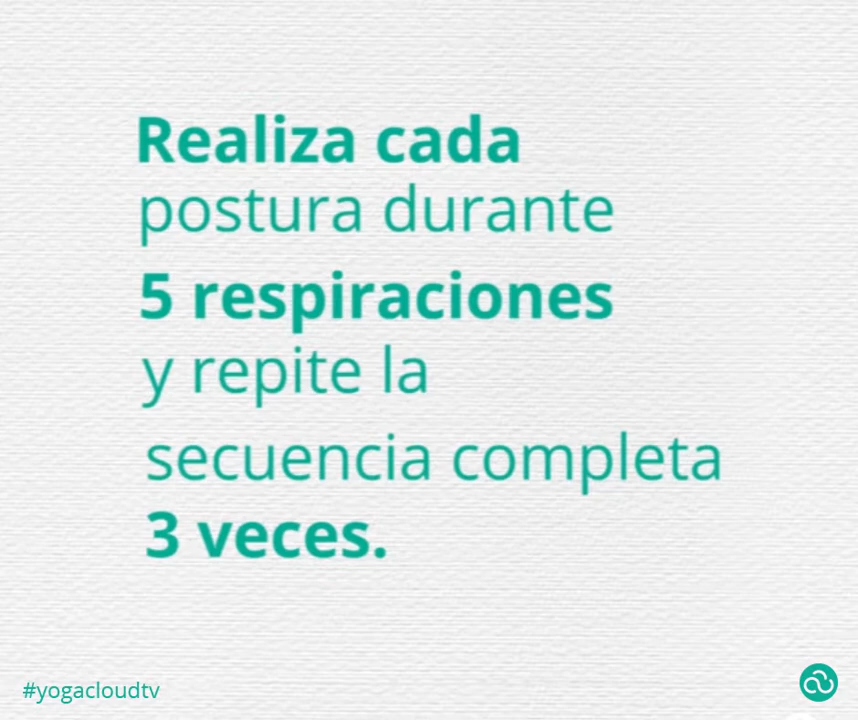 Realiza cada
postura durante
5 respiraciones
y repite la
secuencia completa
3 veces.
#yogacloudtv